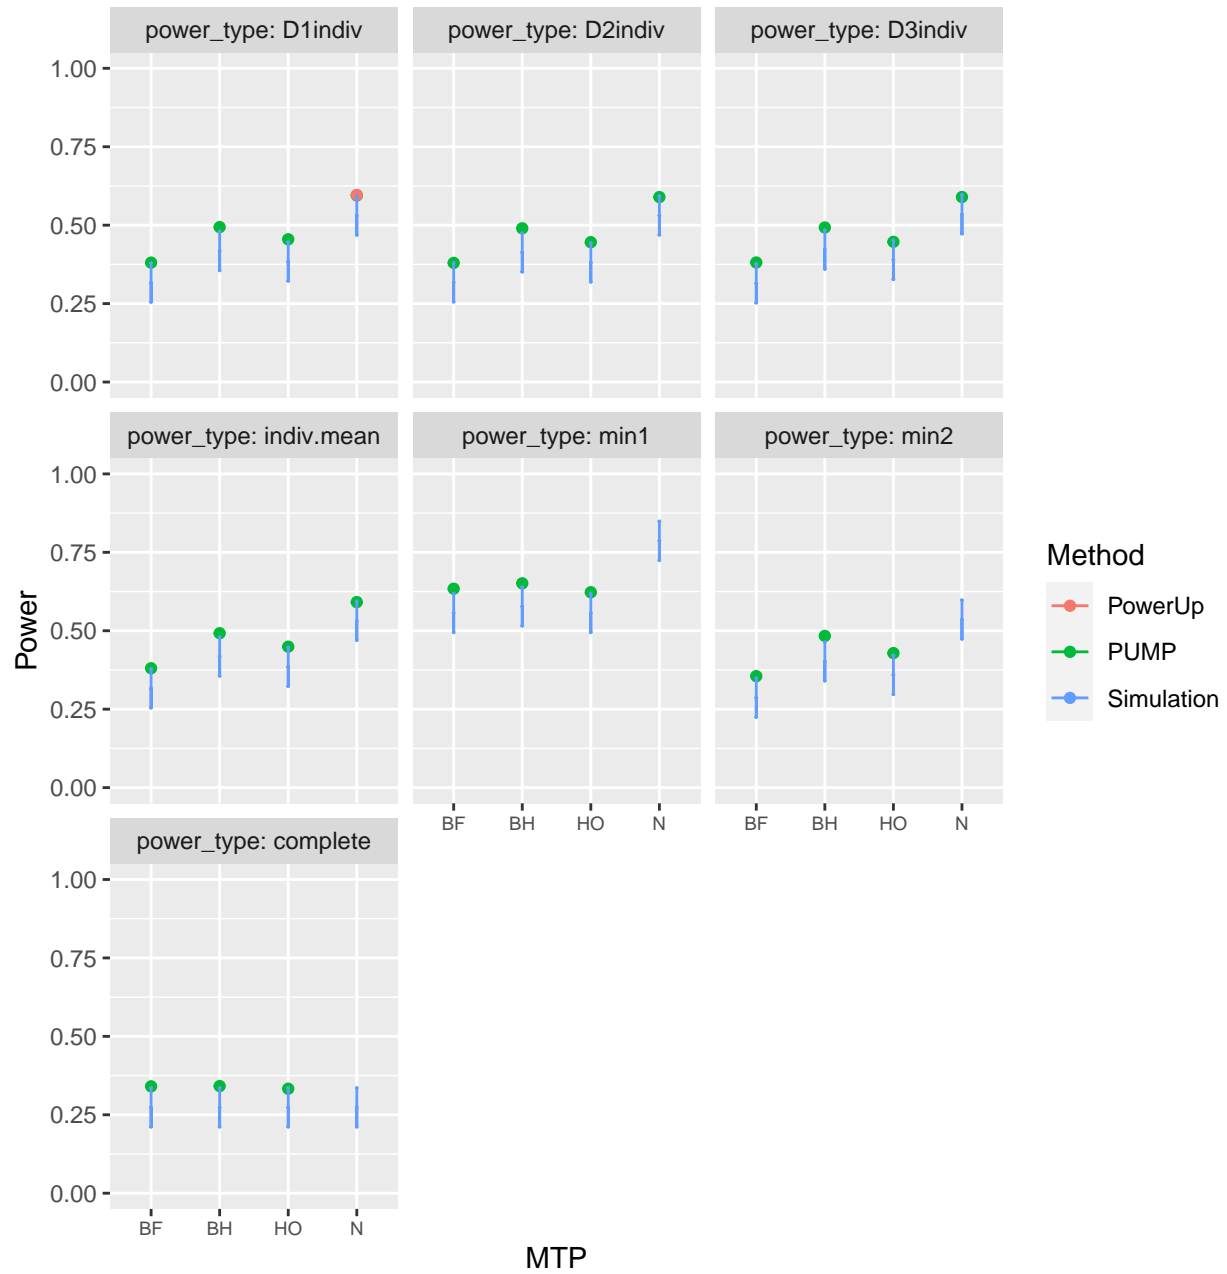 power_type: D1indiv
power_type: D2indiv
power_type: D3indiv
1.00
0.75
0.50
0.25
0.00
power_type: indiv.mean
power_type: min1
power_type: min2
1.00
0.75
0.50
0.25
0.00
BF BH HO N
BF BH HO N
power_type: complete
1.00
0.75
0.50
0.25
0.00
BF BH HO N
MTP
Power
Method
PowerUp
PUMP
Simulation